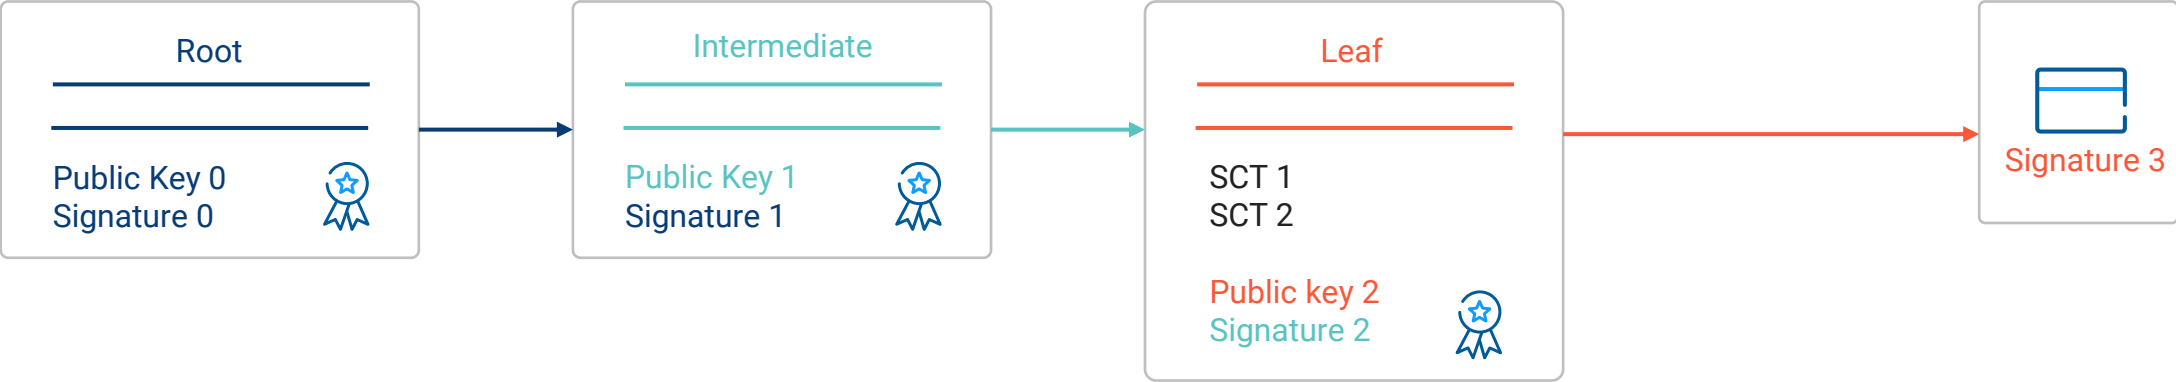 Root
Public Key 0
Signature 0
Intermediate
Public Key 1
Signature 1
Leaf
SCT 1
SCT 2
Public key 2
Signature 2
Signature 3